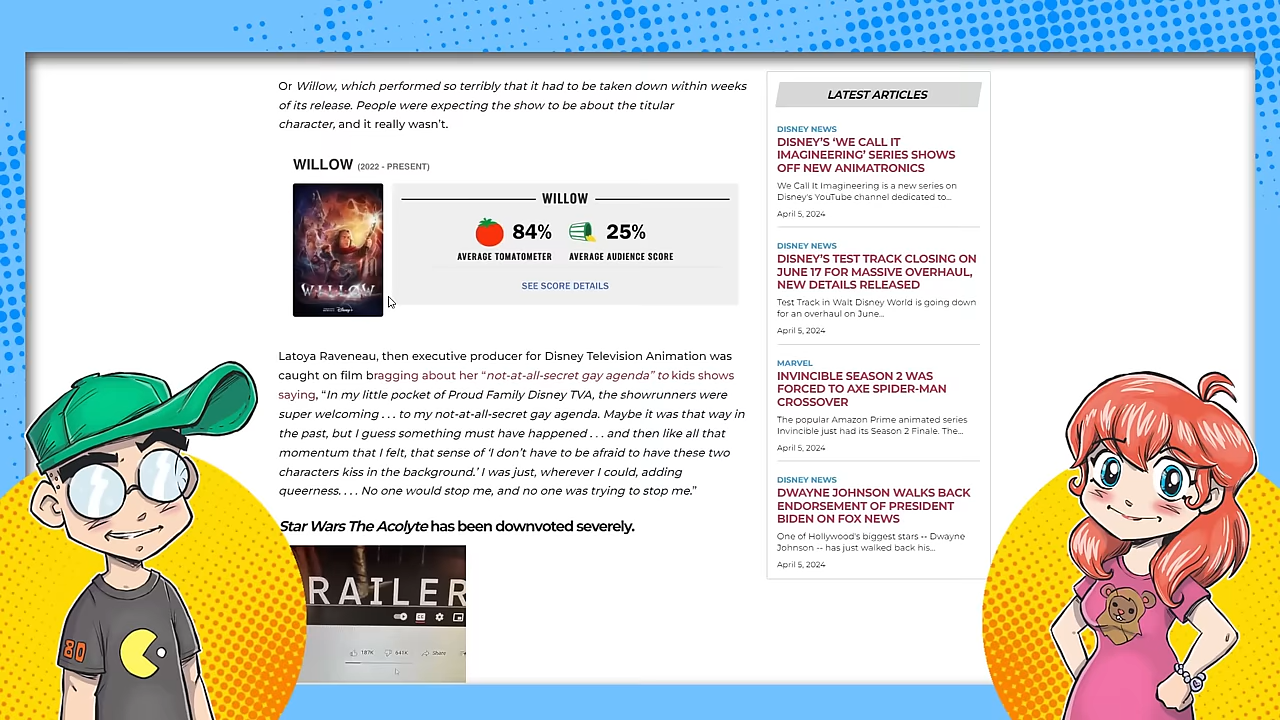 Or Willow, which performed so terribly that it had to be taken down within weeks
of its release. People were expecting the show to be about the titular
character, and it really wasn't.
WILLOW (2022 - PRESENT)
WILLOW
84% 25%
AVERAGE TOMATOMETER AVERAGE AUDIENCE SCORE
SEE SCORE DETAILS
WILLOW
Disney+
Latoya Raveneau, then executive producer for Disney Television Animation was
caught on film bragging about her “not-at-all-secret gay agenda” to kids shows
saying, “In my little pocket of Proud Family Disney TVA, the showrunners were
super welcoming . . . to my not-at-all-secret gay agenda. Maybe it was that way in
the past, but I guess something must have happened . . . and then like all that
momentum that I felt, that sense of ‘I don’t have to be afraid to have these two
characters kiss in the background.’ I was just, wherever I could, adding
queerness. . . . No one would stop me, and no one was trying to stop me.”
Star Wars The Acolyte has been downvoted severely.
RAILER
187K 641K Share
LATEST ARTICLES
DISNEY NEWS
DISNEY’S ‘WE CALL IT
IMAGINEERING’ SERIES SHOWS
OFF NEW ANIMATRONICS
We Call It Imagineering is a new series on
Disney's YouTube channel dedicated to...
April 5, 2024
DISNEY NEWS
DISNEY’S TEST TRACK CLOSING ON
JUNE 17 FOR MASSIVE OVERHAUL,
NEW DETAILS RELEASED
Test Track in Walt Disney World is going down
for an overhaul on June...
April 5, 2024
MARVEL
INVINCIBLE SEASON 2 WAS
FORCED TO AXE SPIDER-MAN
CROSSOVER
The popular Amazon Prime animated series
Invincible just had its Season 2 Finale. The...
April 5, 2024
DISNEY NEWS
DWAYNE JOHNSON WALKS BACK
ENDORSEMENT OF PRESIDENT
BIDEN ON FOX NEWS
One of Hollywood's biggest stars -- Dwayne
Johnson -- has just walked back his...
April 5, 2024
80